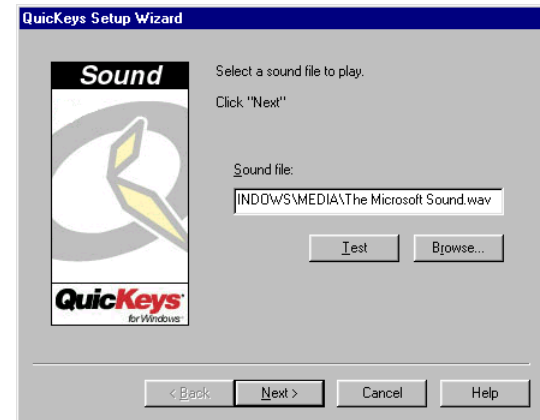 QuicKeys Setup Wizard
Sound
Select a sound file to play.
Click "Next"
Sound file:
INDOWS\MEDIA\The Microsoft Sound.wav
Test
Browse...
QuicKeys
for Windows
< Back
Next >
Cancel
Help